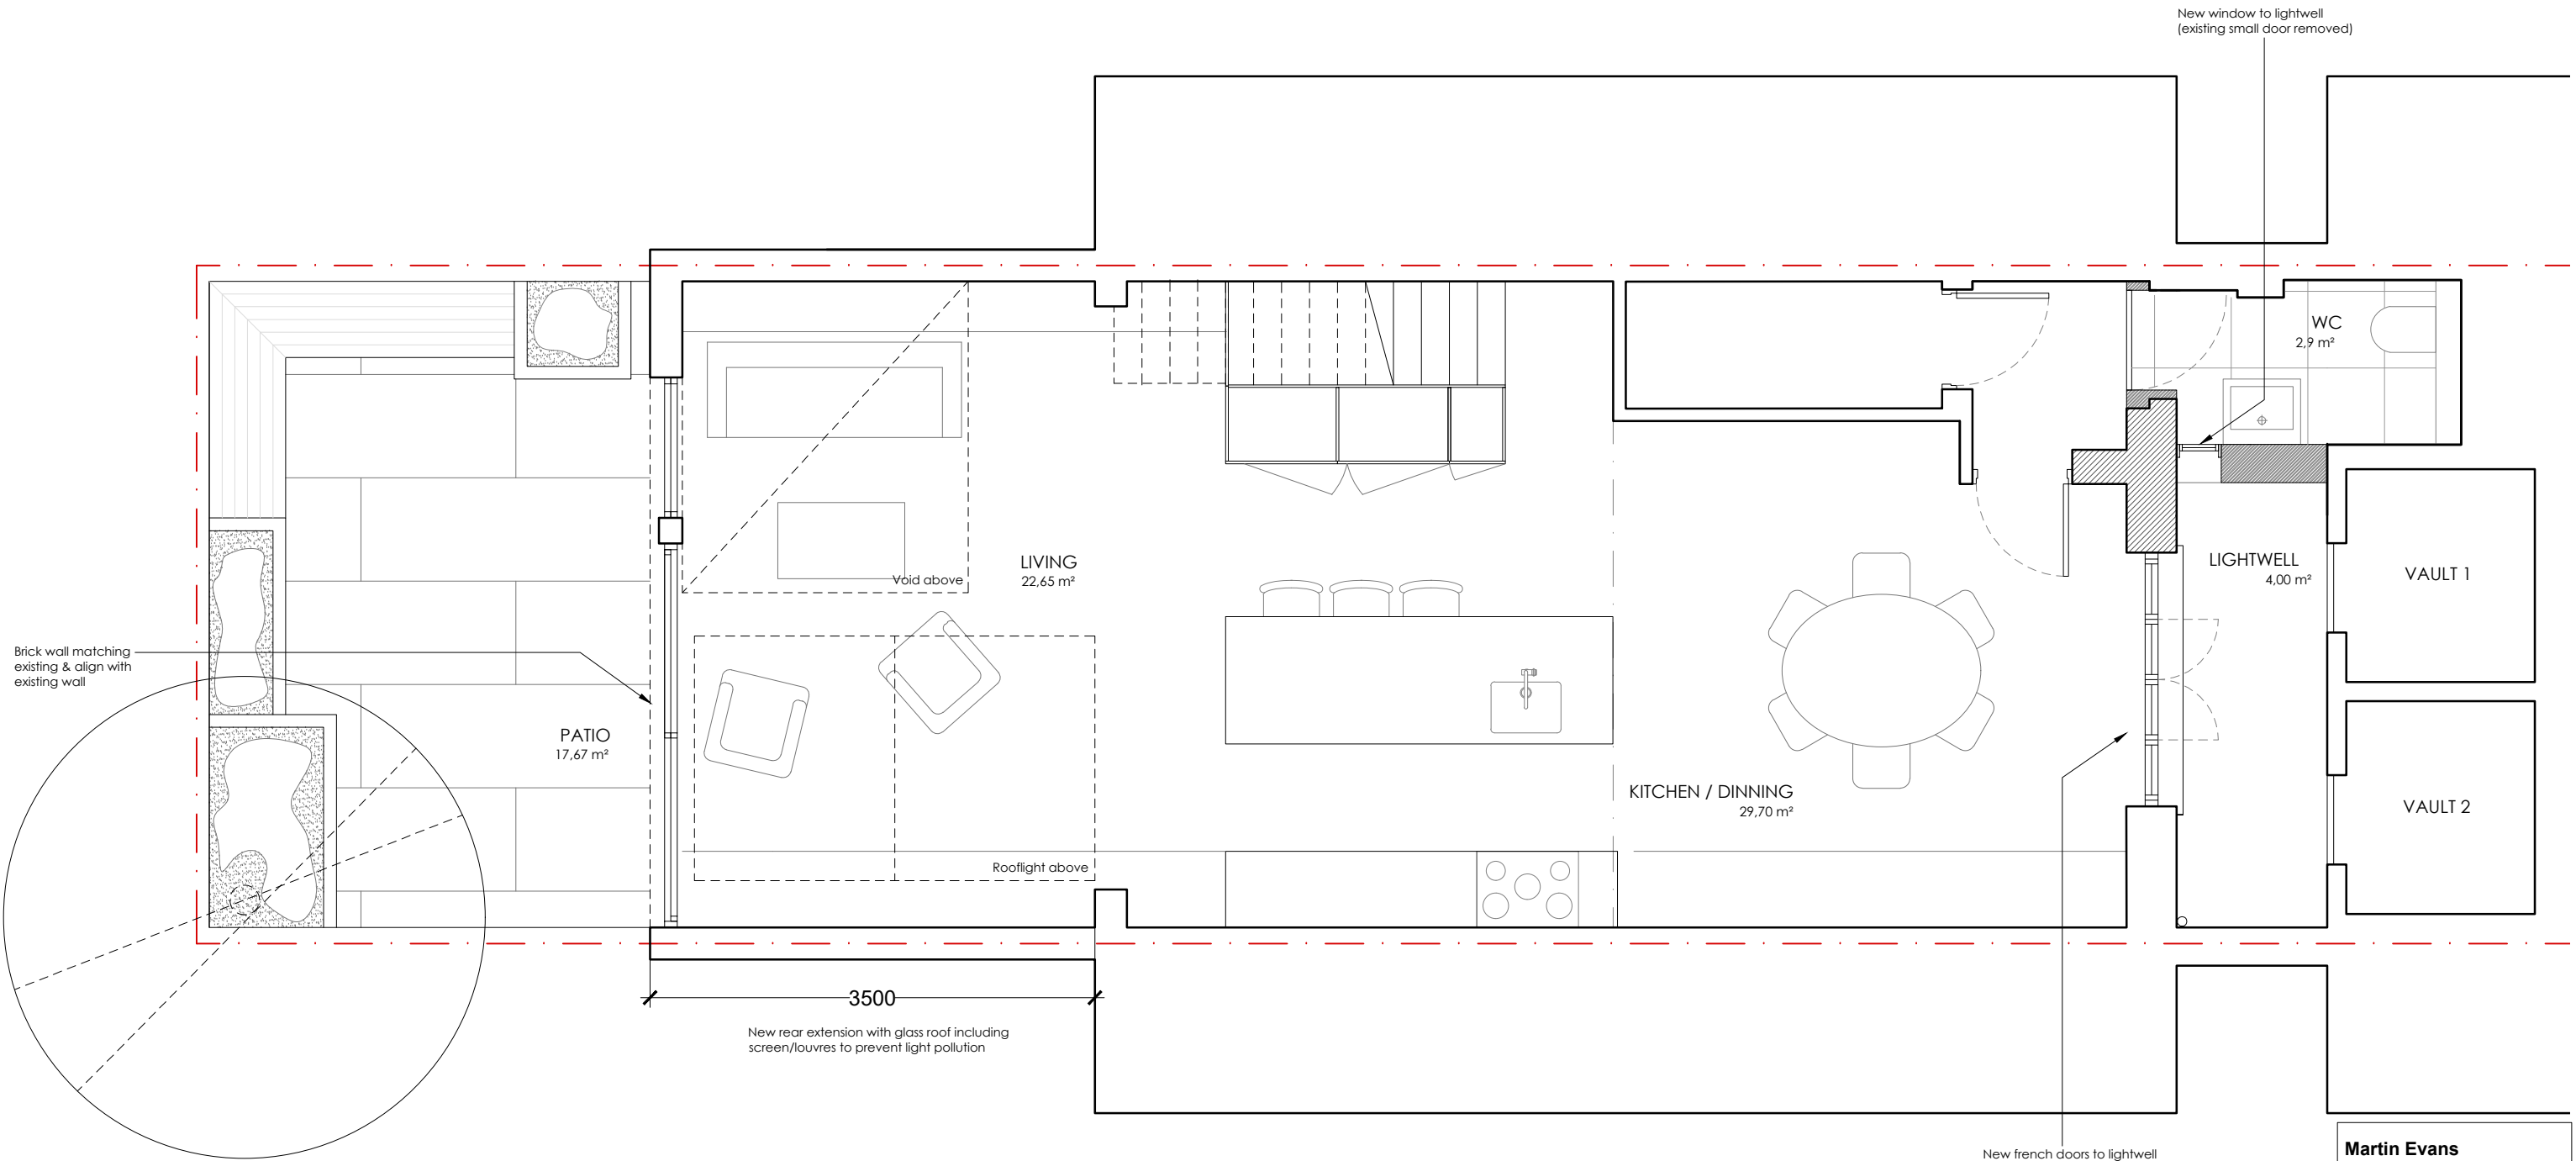 New window to lightwell
(existing small door removed)
WC
2,9 m²
LIVING
22,65 m²
Void above
LIGHTWELL
4,00 m²
VAULT 1
Brick wall matching
existing & align with
existing wall
PATIO
17,67 m²
KITCHEN / DINNING
29,70 m²
VAULT 2
Rooflight above
3500
New rear extension with glass roof including
screen/louvres to prevent light pollution
New french doors to lightwell
Martin Evans